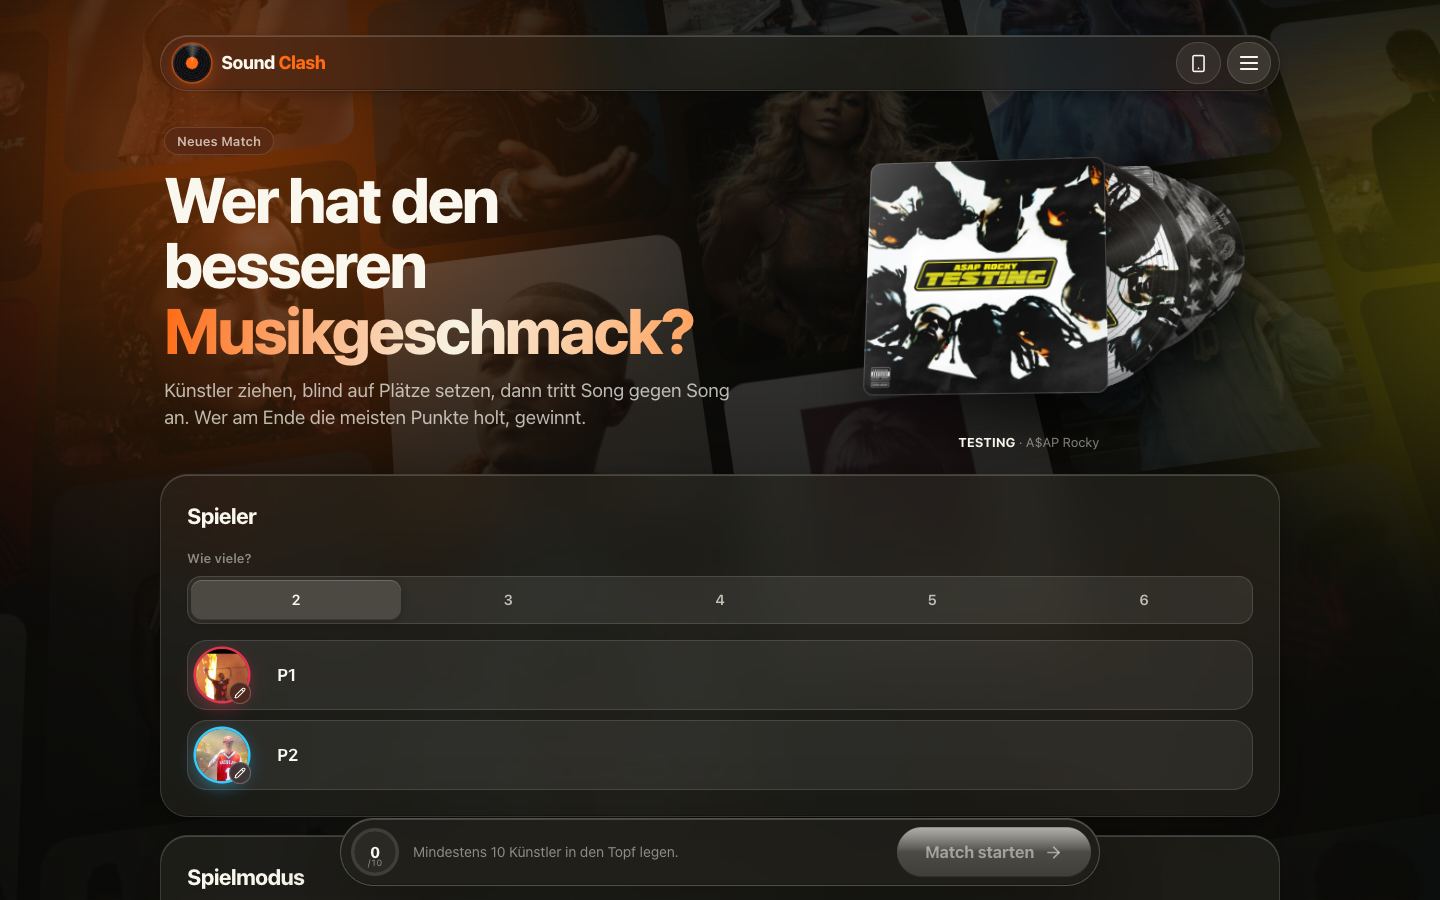 Sound Clash
Neues Match
Wer hat den
besseren
Musikgeschmack?
Künstler ziehen, blind auf Plätze setzen, dann tritt Song gegen Song
an. Wer am Ende die meisten Punkte holt, gewinnt.
A$AP ROCKY
TESTING
TESTING · A$AP Rocky
Spieler
Wie viele?
2 3 4 5 6
P1
P2
0
/10
Mindestens 10 Künstler in den Topf legen.
Match starten
Spielmodus